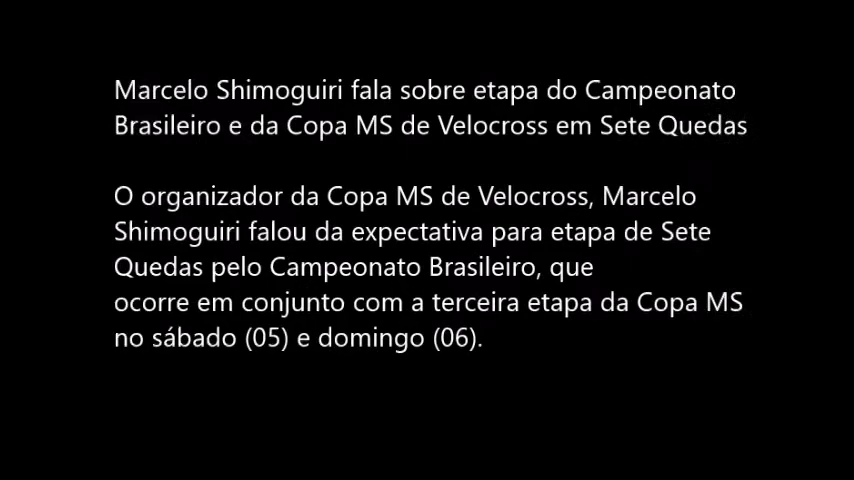 Marcelo Shimoguiri fala sobre etapa do Campeonato
Brasileiro e da Copa MS de Velocross em Sete Quedas
O organizador da Copa MS de Velocross, Marcelo
Shimoguiri falou da expectativa para etapa de Sete
Quedas pelo Campeonato Brasileiro, que
ocorre em conjunto com a terceira etapa da Copa MS
no sábado (05) e domingo (06).